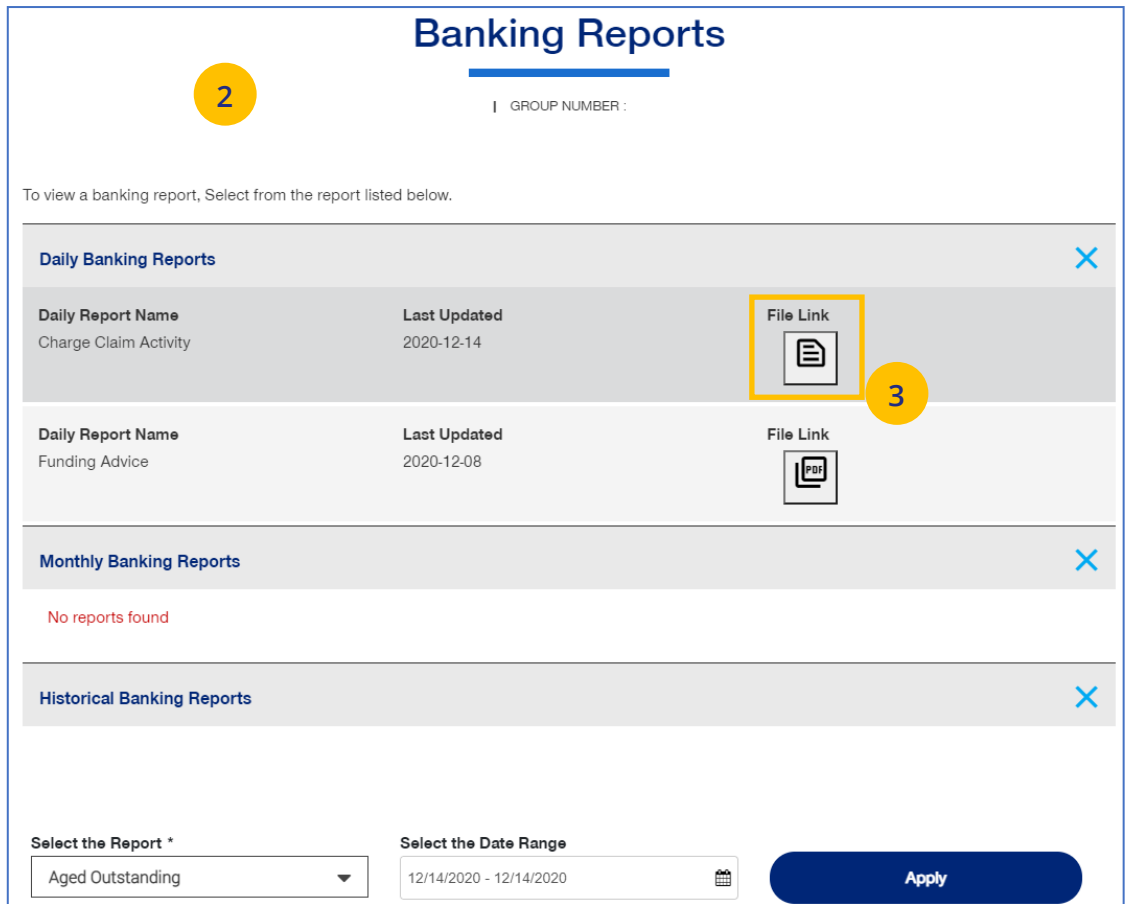 Banking Reports
2
| GROUP NUMBER :
To view a banking report, Select from the report listed below.
Daily Banking Reports
Daily Report Name Last Updated File Link
Charge Claim Activity 2020-12-14
3
Daily Report Name Last Updated File Link
Funding Advice 2020-12-08 PDF
Monthly Banking Reports
No reports found
Historical Banking Reports
Select the Report * Select the Date Range
Aged Outstanding 12/14/2020 - 12/14/2020 Apply